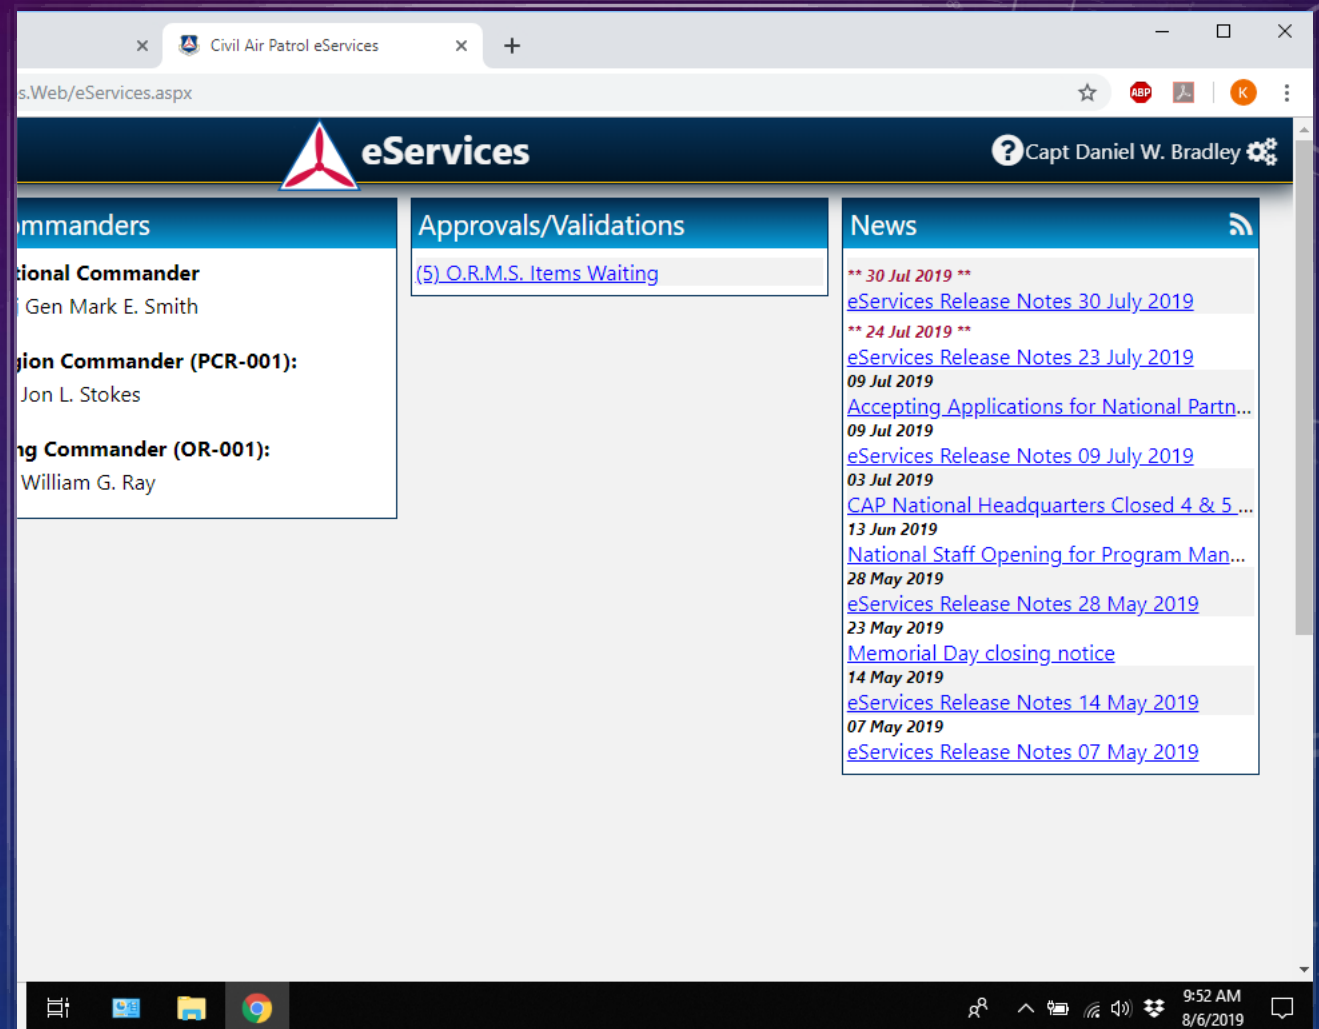 Civil Air Patrol eServices
s.Web/eServices.aspx
ABP
K
eServices
Capt Daniel W. Bradley
ommanders
tional Commander
Gen Mark E. Smith
gion Commander (PCR-001):
Jon L. Stokes
ng Commander (OR-001):
William G. Ray
Approvals/Validations
(5) O.R.M.S. Items Waiting
News
** 30 Jul 2019 **
eServices Release Notes 30 July 2019
** 24 Jul 2019 **
eServices Release Notes 23 July 2019
09 Jul 2019
Accepting Applications for National Partn...
09 Jul 2019
eServices Release Notes 09 July 2019
03 Jul 2019
CAP National Headquarters Closed 4 & 5 ...
13 Jun 2019
National Staff Opening for Program Man...
28 May 2019
eServices Release Notes 28 May 2019
23 May 2019
Memorial Day closing notice
14 May 2019
eServices Release Notes 14 May 2019
07 May 2019
eServices Release Notes 07 May 2019
9:52 AM
8/6/2019